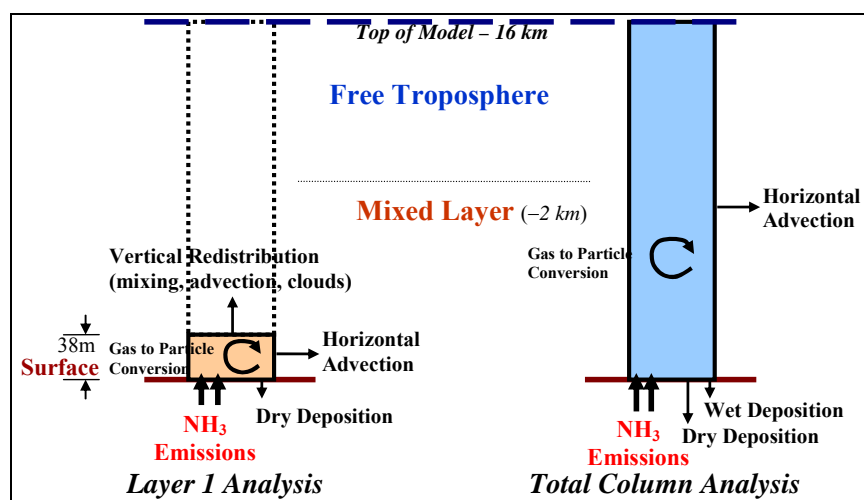 Top of Model – 16 km
Free Troposphere
Mixed Layer (~2 km)
Horizontal
Advection
Gas to Particle
Conversion
Vertical Redistribution
(mixing, advection, clouds)
38m
Gas to Particle
Conversion
Surface
Horizontal
Advection
Dry Deposition
NH3
Emissions
Wet Deposition
Dry Deposition
NH3
Emissions
Layer 1 Analysis
Total Column Analysis